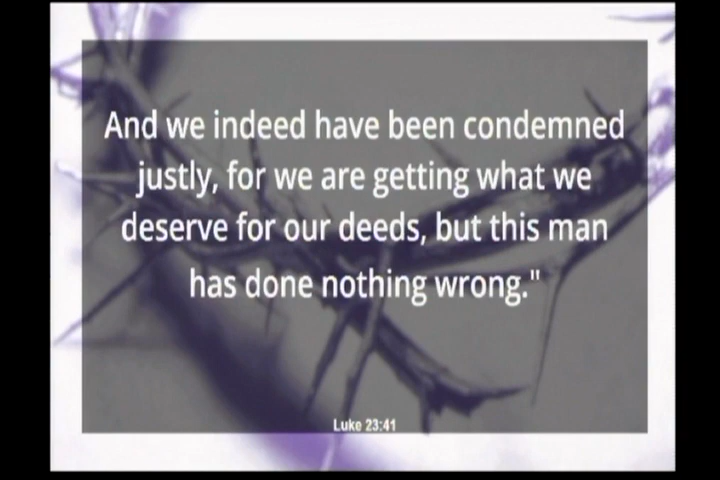 And we indeed have been condemned
justly, for we are getting what we
deserve for our deeds, but this man
has done nothing wrong."
Luke 23:41